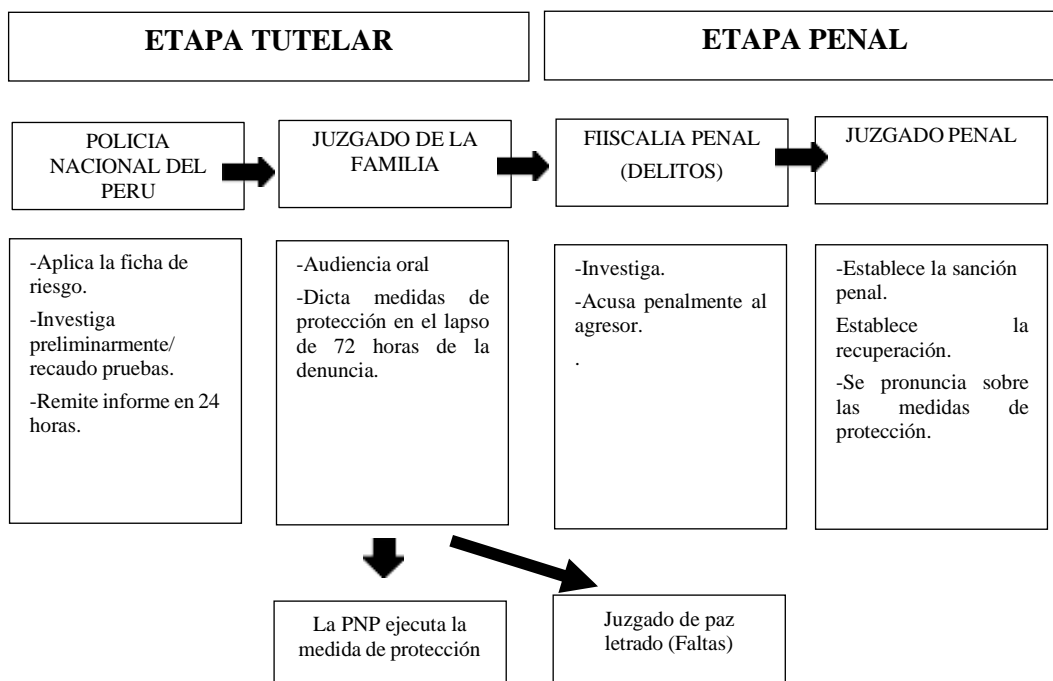 ETAPA TUTELAR
ETAPA PENAL
POLICIA
NACIONAL DEL
PERU
JUZGADO DE LA
FAMILIA
FIISCALIA PENAL
(DELITOS)
JUZGADO PENAL
-Aplica la ficha de
riesgo.
-Investiga
preliminarmente/
recaudo pruebas.
-Remite informe en 24
horas.
-Audiencia oral
-Dicta medidas de
protección en el lapso
de 72 horas de la
denuncia.
-Investiga.
-Acusa penalmente al
agresor.
.
-Establece la sanción
penal.
Establece la
recuperación.
-Se pronuncia sobre
las medidas de
protección.
La PNP ejecuta la
medida de protección
Juzgado de paz
letrado (Faltas)